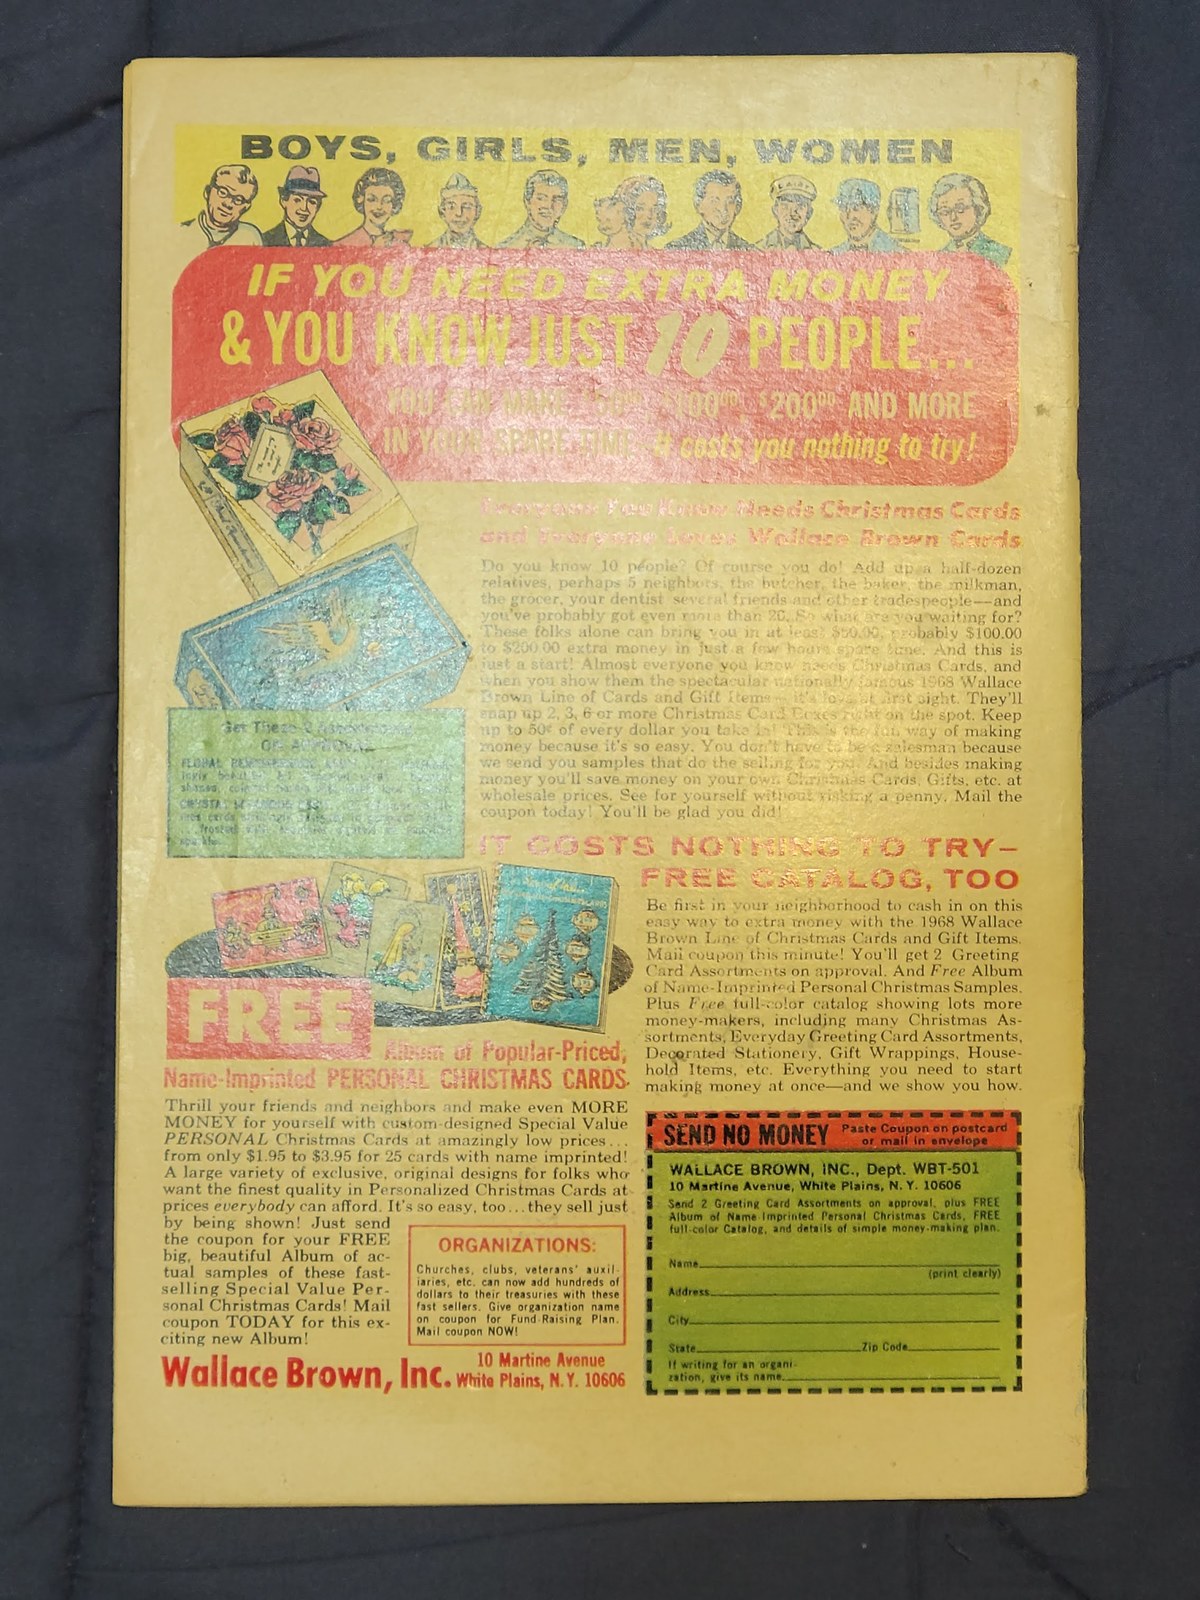 BOYS, GIRLS, MEN, WOMEN
IF YOU NEED EXTRA MONEY
& YOU KNOW JUST 10 PEOPLE...
YOU CAN MAKE $50⁰⁰ $100⁰⁰ $200⁰⁰ AND MORE
IN YOUR SPARE TIME. It costs you nothing to try!
Everyone You Know Needs Christmas Cards
and Everyone Loves Wallace Brown Cards
Do you know 10 people? Of course you do! Add up a half-dozen
relatives, perhaps 5 neighbors, the butcher, the baker, the milkman,
the grocer, your dentist several friends and other tradespeople—and
you've probably got even more than 20. So what are you waiting for?
These folks alone can bring you in at least $50.00, probably $100.00
to $200.00 extra money in just a few hours spare time. And this is
just a start! Almost everyone you know needs Christmas Cards, and
when you show them the spectacular nationally famous 1968 Wallace
Brown Line of Cards and Gift Items—it's love at first sight. They'll
snap up 2, 3, 6 or more Christmas Card Boxes right on the spot. Keep
up to 50¢ of every dollar you take in! This is the fun way of making
money because it's so easy. You don't have to be a salesman because
we send you samples that do the selling for you. And besides making
money you'll save money on your own Christmas Cards, Gifts, etc. at
wholesale prices. See for yourself without risking a penny. Mail the
coupon today! You'll be glad you did!
Get These 2 Assortments
ON APPROVAL
IT COSTS NOTHING TO TRY—
FREE CATALOG, TOO
Be first in your neighborhood to cash in on this
easy way to extra money with the 1968 Wallace
Brown Line of Christmas Cards and Gift Items.
Mail coupon this minute! You'll get 2 Greeting
Card Assortments on approval. And Free Album
of Name-Imprinted Personal Christmas Samples.
Plus Free full-color catalog showing lots more
money-makers, including many Christmas As-
sortments, Everyday Greeting Card Assortments,
Decorated Stationery, Gift Wrappings, House-
hold Items, etc. Everything you need to start
making money at once—and we show you how.
FREE
Album of Popular-Priced,
Name-Imprinted PERSONAL CHRISTMAS CARDS.
Thrill your friends and neighbors and make even MORE
MONEY for yourself with custom-designed Special Value
PERSONAL Christmas Cards at amazingly low prices...
from only $1.95 to $3.95 for 25 cards with name imprinted!
A large variety of exclusive, original designs for folks who
want the finest quality in Personalized Christmas Cards at
prices everybody can afford. It's so easy, too...they sell just
by being shown! Just send
the coupon for your FREE
big, beautiful Album of ac-
tual samples of these fast-
selling Special Value Per-
sonal Christmas Cards! Mail
coupon TODAY for this ex-
citing new Album!
ORGANIZATIONS:
Churches, clubs, veterans' auxil-
iaries, etc. can now add hundreds of
dollars to their treasuries with these
fast sellers. Give organization name
on coupon for Fund-Raising Plan.
Mail coupon NOW!
Wallace Brown, Inc. 10 Martine Avenue
White Plains, N.Y. 10606
SEND NO MONEY Paste Coupon on postcard
or mail in envelope
WALLACE BROWN, INC., Dept. WBT-501
10 Martine Avenue, White Plains, N.Y. 10606
Send 2 Greeting Card Assortments on approval, plus FREE
Album of Name-Imprinted Personal Christmas Cards, FREE
full-color Catalog, and details of simple money-making plan.
Name
(print clearly)
Address
City
State Zip Code
If writing for an organi-
zation, give its name